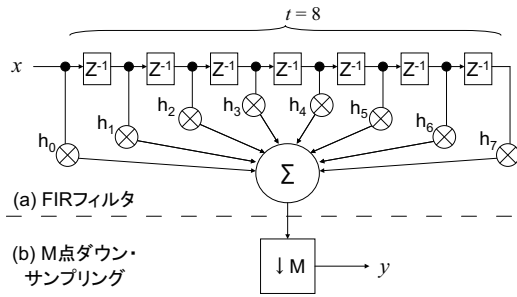 t = 8
x
Z-1 Z-1 Z-1 Z-1 Z-1 Z-1 Z-1
h0 h1 h2 h3 h4 h5 h6 h7
Σ
(a) FIRフィルタ
(b) M点ダウン・
サンプリング
↓M
y